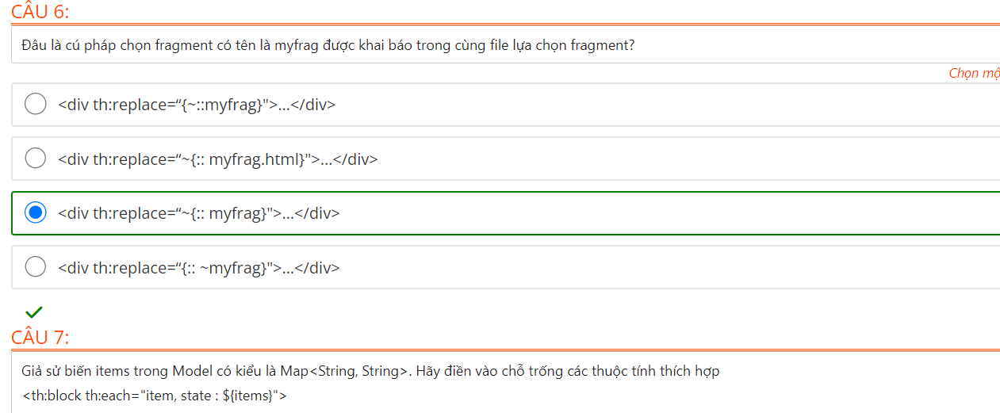 CÂU 6:
Đâu là cú pháp chọn fragment có tên là myfrag được khai báo trong cùng file lựa chọn fragment?
Chọn mộ
<div th:replace=“{~::myfrag}">...</div>
<div th:replace=“~{:: myfrag.html}">...</div>
<div th:replace=“~{:: myfrag}">...</div>
<div th:replace=“{:: ~myfrag}">...</div>
CÂU 7:
Giả sử biến items trong Model có kiểu là Map<String, String>. Hãy điền vào chỗ trống các thuộc tính thích hợp
<th:block th:each="item, state : ${items}">